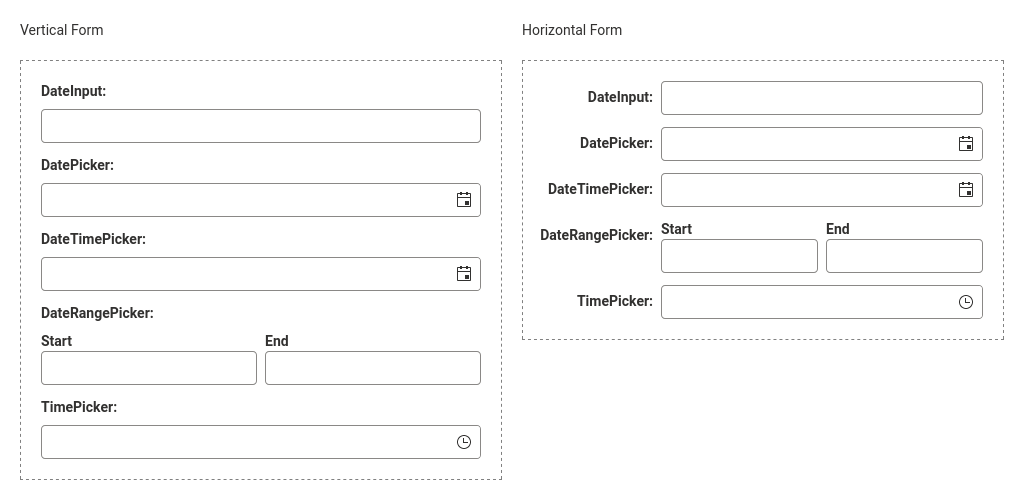 Vertical Form
DateInput:
DatePicker:
DateTimePicker:
DateRangePicker:
Start End
TimePicker:
Horizontal Form
DateInput:
DatePicker:
DateTimePicker:
DateRangePicker: Start End
TimePicker: